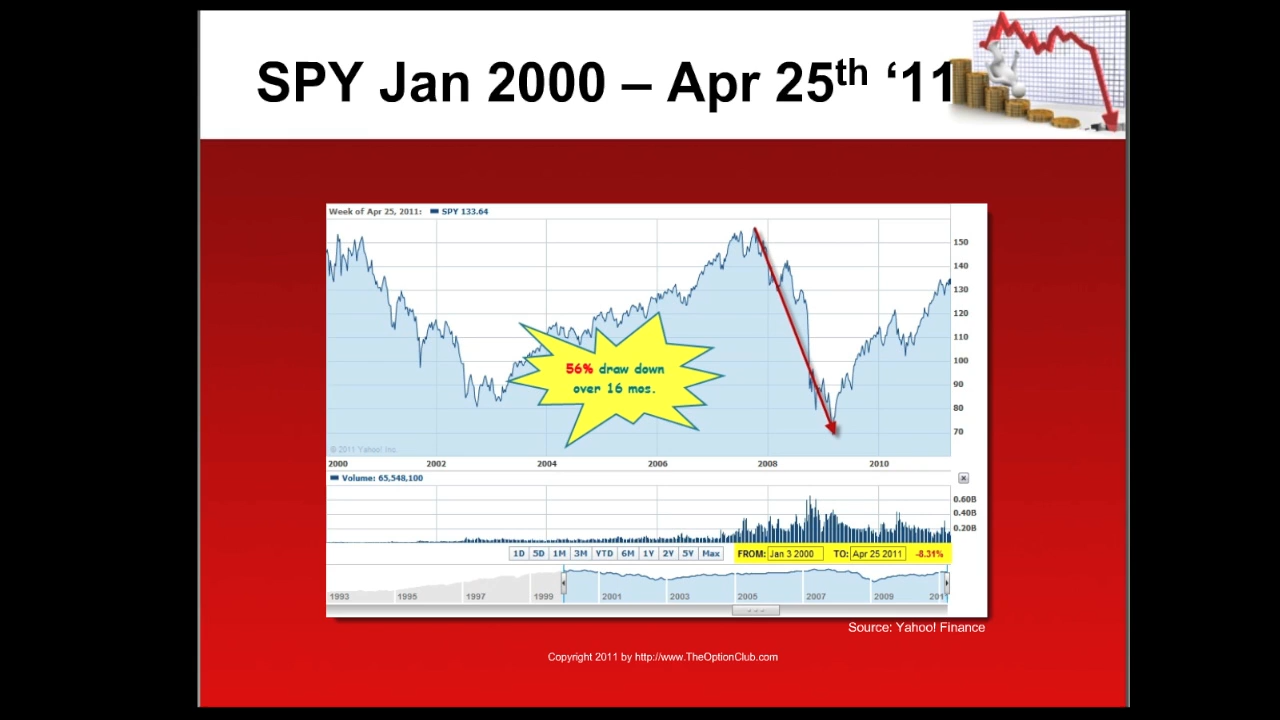 SPY Jan 2000 – Apr 25th ‘11
Week of Apr 25, 2011: SPY 133.64
150
140
130
120
110
100
90
80
70
56% draw down
over 16 mos.
© 2011 Yahoo! Inc.
2000 2002 2004 2006 2008 2010
Volume: 65,548,100
0.60B
0.40B
0.20B
1D 5D 1M 3M YTD 6M 1Y 2Y 5Y Max FROM: Jan 3 2000 TO: Apr 25 2011 -8.31%
1993 1995 1997 1999 2001 2003 2005 2007 2009 2011
Source: Yahoo! Finance
Copyright 2011 by http://www.TheOptionClub.com